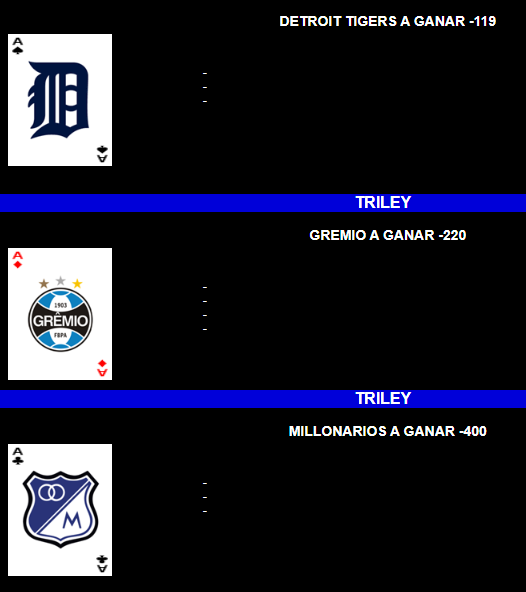 DETROIT TIGERS A GANAR -119
A
D
-
-
-
A
TRILEY
GREMIO A GANAR -220
A
1903
GRÊMIO
FBPA
-
-
-
-
A
TRILEY
MILLONARIOS A GANAR -400
A
M
-
-
-
A